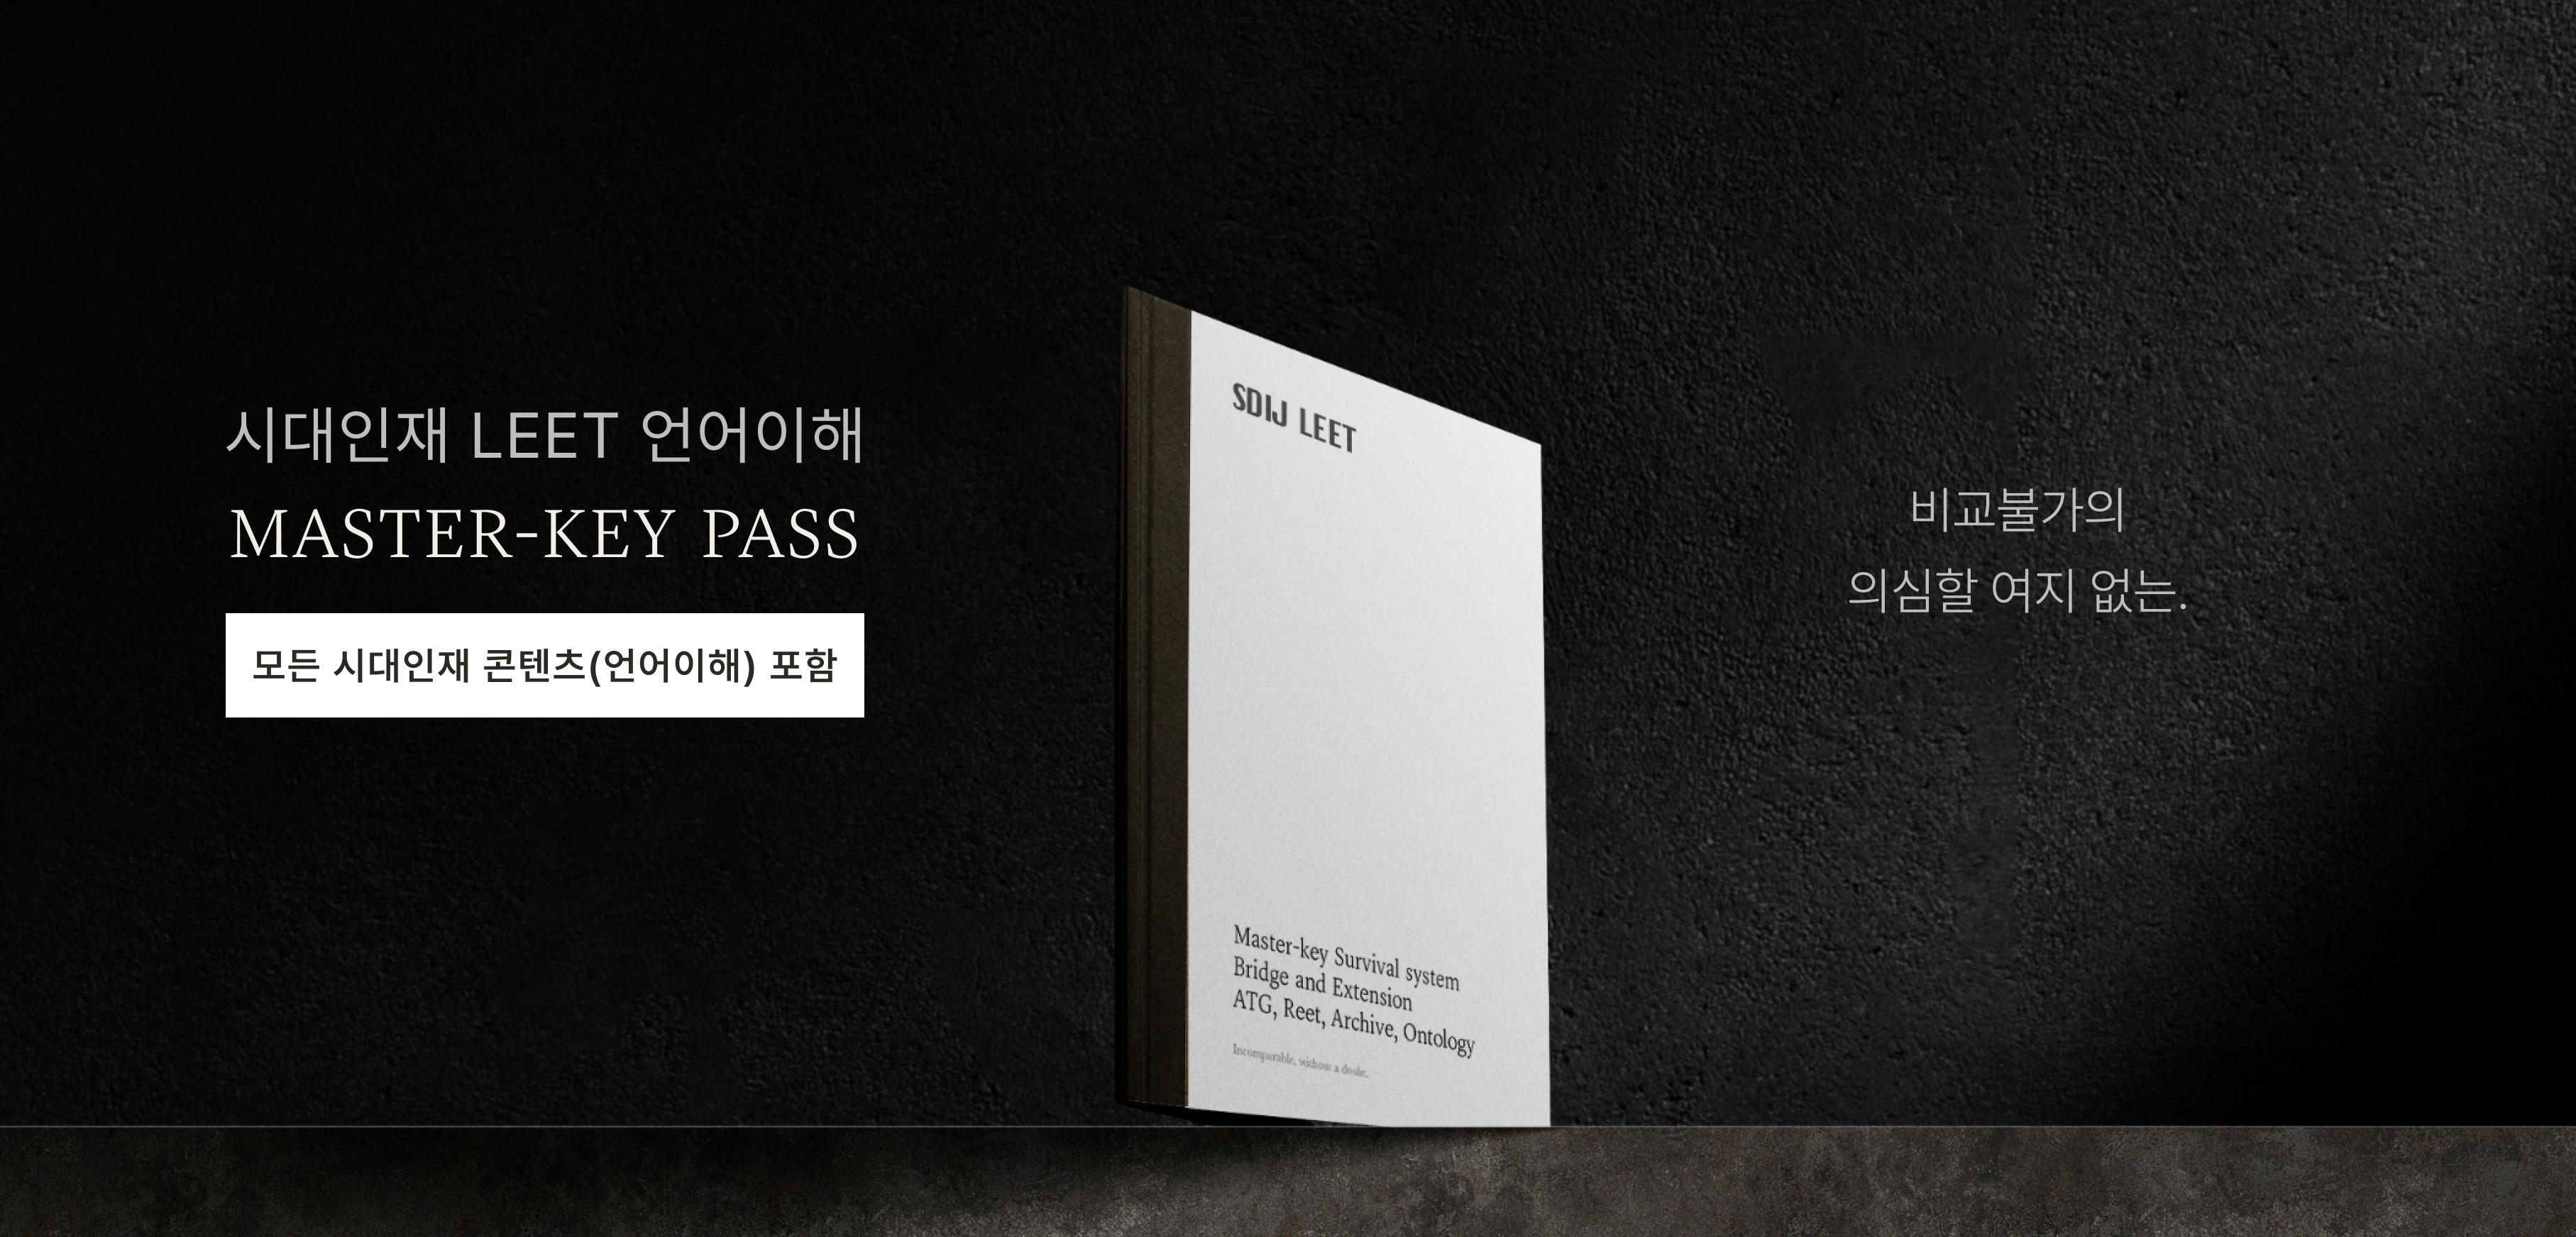 시대인재 LEET 언어이해
MASTER-KEY PASS
모든 시대인재 콘텐츠(언어이해) 포함
SDIJ LEET
Master-key Survival system
Bridge and Extension
ATG, Reet, Archive, Ontology
Incomparable, without a doubt.
비교불가의
의심할 여지 없는.